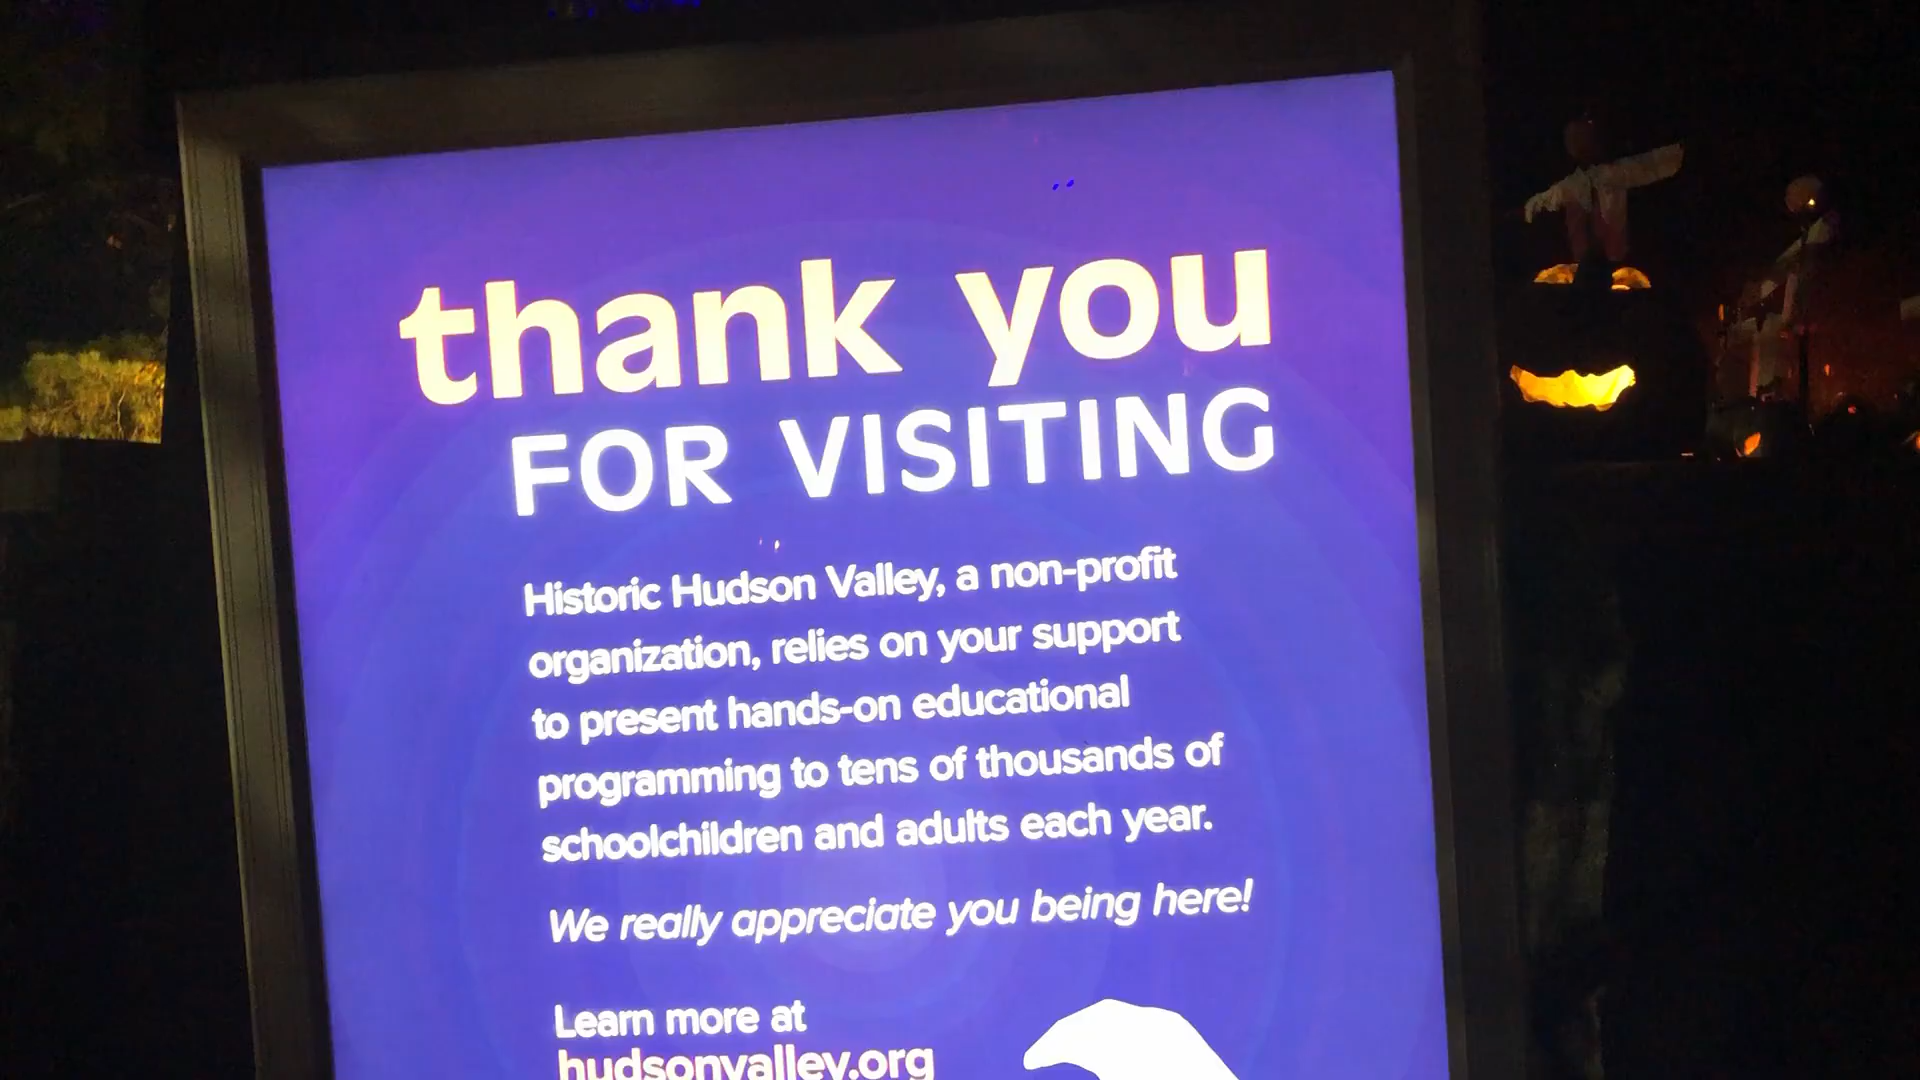 thank you
FOR VISITING
Historic Hudson Valley, a non-profit
organization, relies on your support
to present hands-on educational
programming to tens of thousands of
schoolchildren and adults each year.
We really appreciate you being here!
Learn more at
hudsonvalley.org